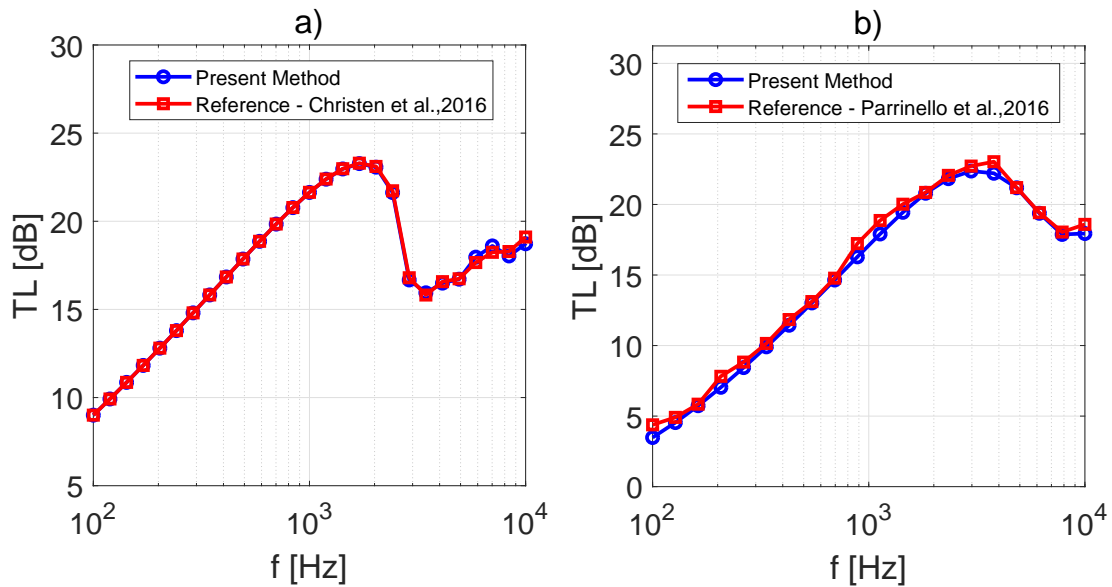 a)
30
25
20
15
10
5
TL [dB]
Present Method
Reference - Christen et al.,2016
10^2
10^3
10^4
f [Hz]
b)
30
25
20
15
10
5
0
TL [dB]
Present Method
Reference - Parrinello et al.,2016
10^2
10^3
10^4
f [Hz]